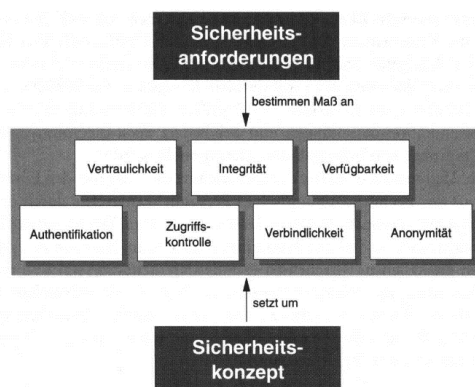 Sicherheits-
anforderungen
bestimmen Maß an
Vertraulichkeit
Integrität
Verfügbarkeit
Authentifikation
Zugriffs-
kontrolle
Verbindlichkeit
Anonymität
setzt um
Sicherheits-
konzept